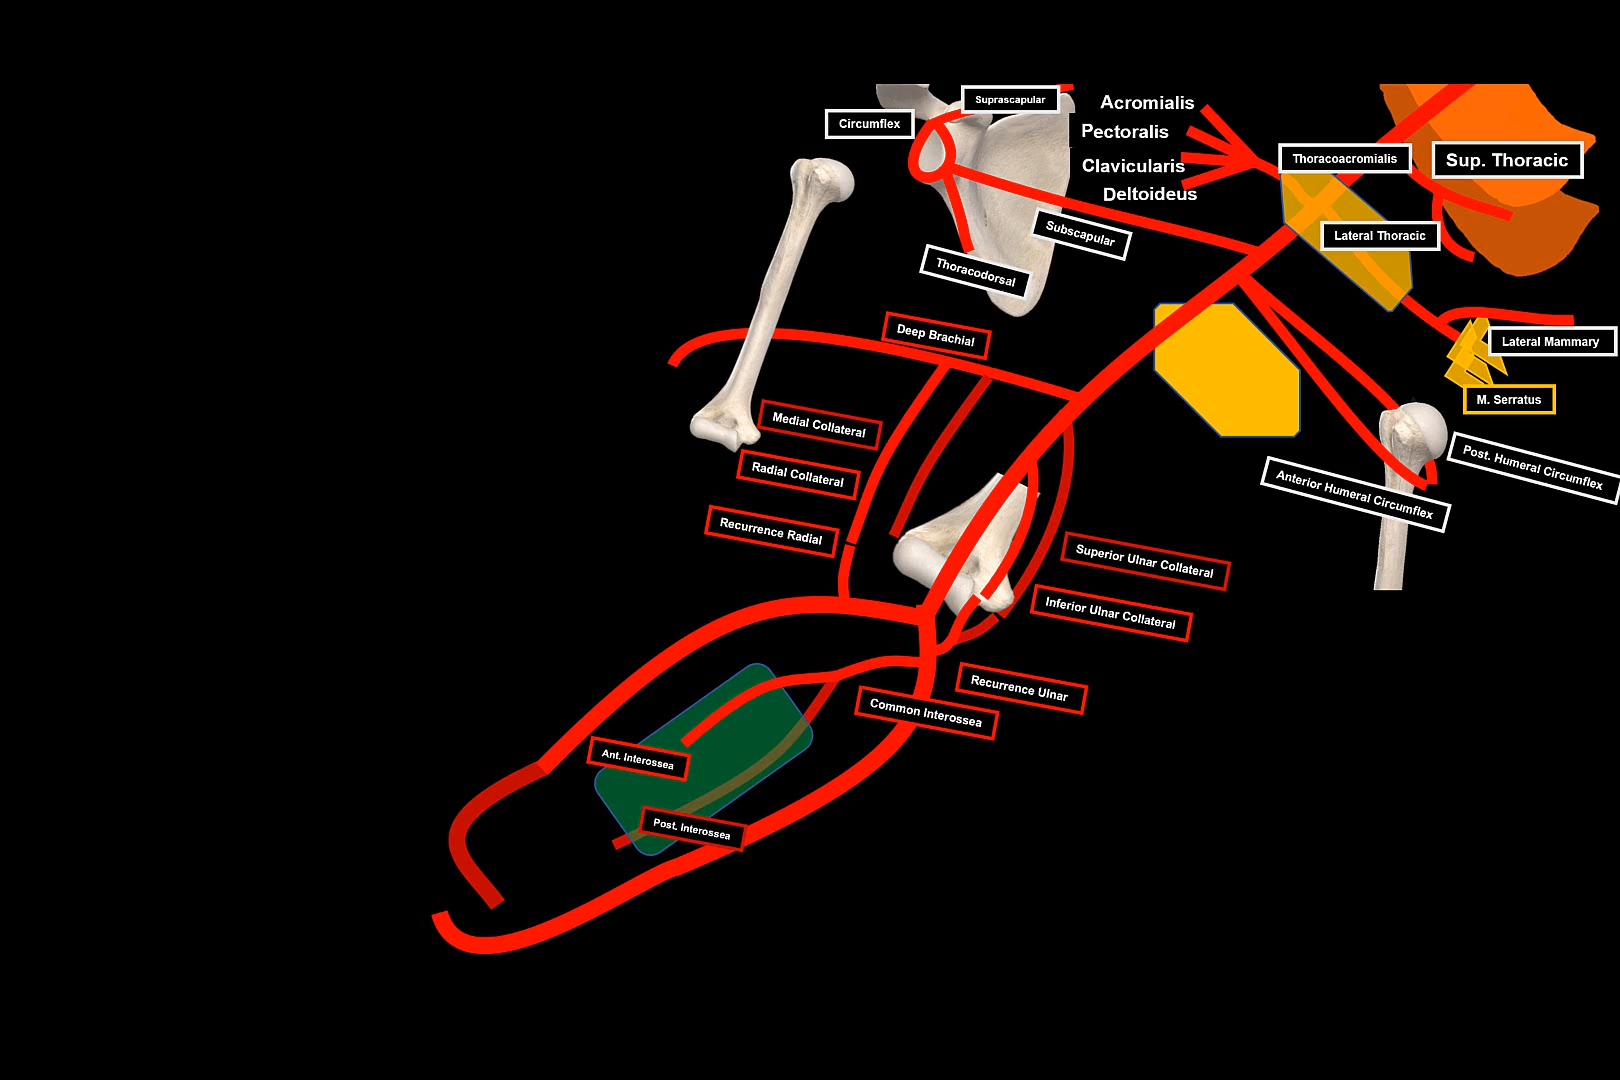 Suprascapular
Circumflex
Acromialis
Pectoralis
Clavicularis
Deltoideus
Thoracoacromialis
Sup. Thoracic
Lateral Thoracic
Subscapular
Thoracodorsal
Deep Brachial
Lateral Mammary
M. Serratus
Medial Collateral
Radial Collateral
Recurrence Radial
Post. Humeral Circumflex
Anterior Humeral Circumflex
Superior Ulnar Collateral
Inferior Ulnar Collateral
Recurrence Ulnar
Common Interossea
Ant. Interossea
Post. Interossea